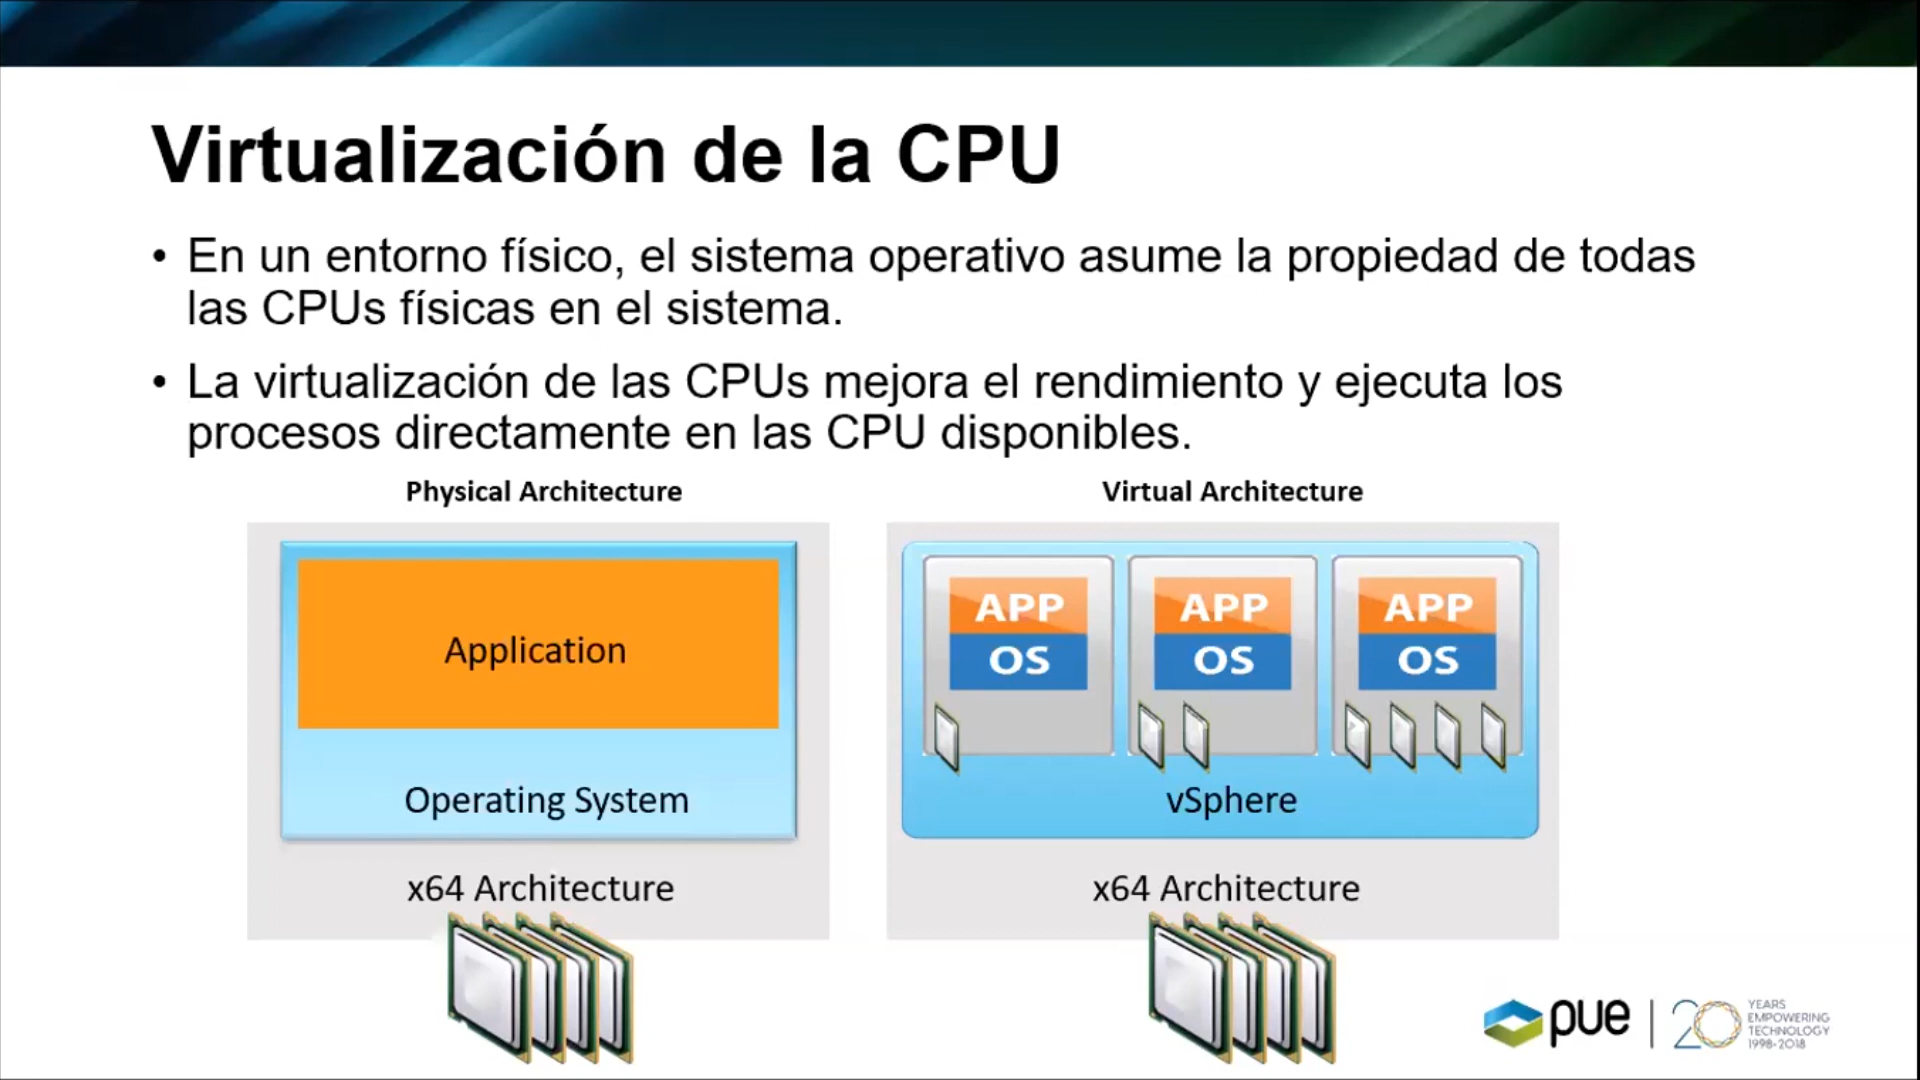 Virtualización de la CPU
• En un entorno físico, el sistema operativo asume la propiedad de todas
las CPUs físicas en el sistema.
• La virtualización de las CPUs mejora el rendimiento y ejecuta los
procesos directamente en las CPU disponibles.
Physical Architecture
Application
Operating System
x64 Architecture
Virtual Architecture
APP
OS
APP
OS
APP
OS
vSphere
x64 Architecture
pue
20
YEARS
EMPOWERING
TECHNOLOGY
1998-2018